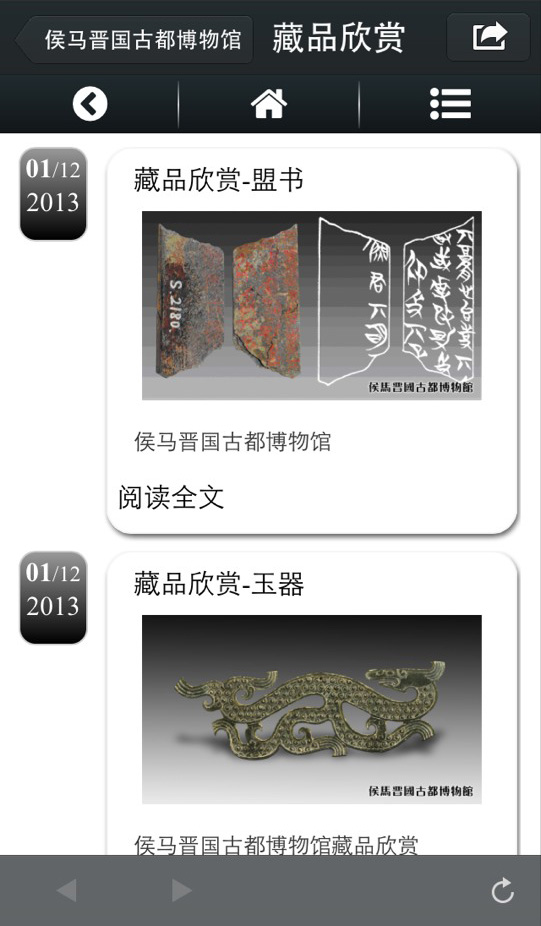 侯马晋国古都博物馆
藏品欣赏
01/12
2013
藏品欣赏-盟书
S.2180.
侯馬晋國古都博物館
侯马晋国古都博物馆
阅读全文
01/12
2013
藏品欣赏-玉器
侯馬晋國古都博物館
侯马晋国古都博物馆藏品欣赏